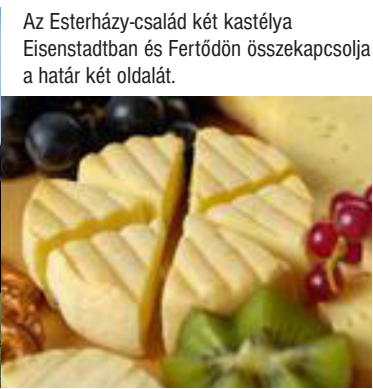 Az Esterházy-család két kastélya
Eisenstadtban és Fertődön összekapcsolja
a határ két oldalát.